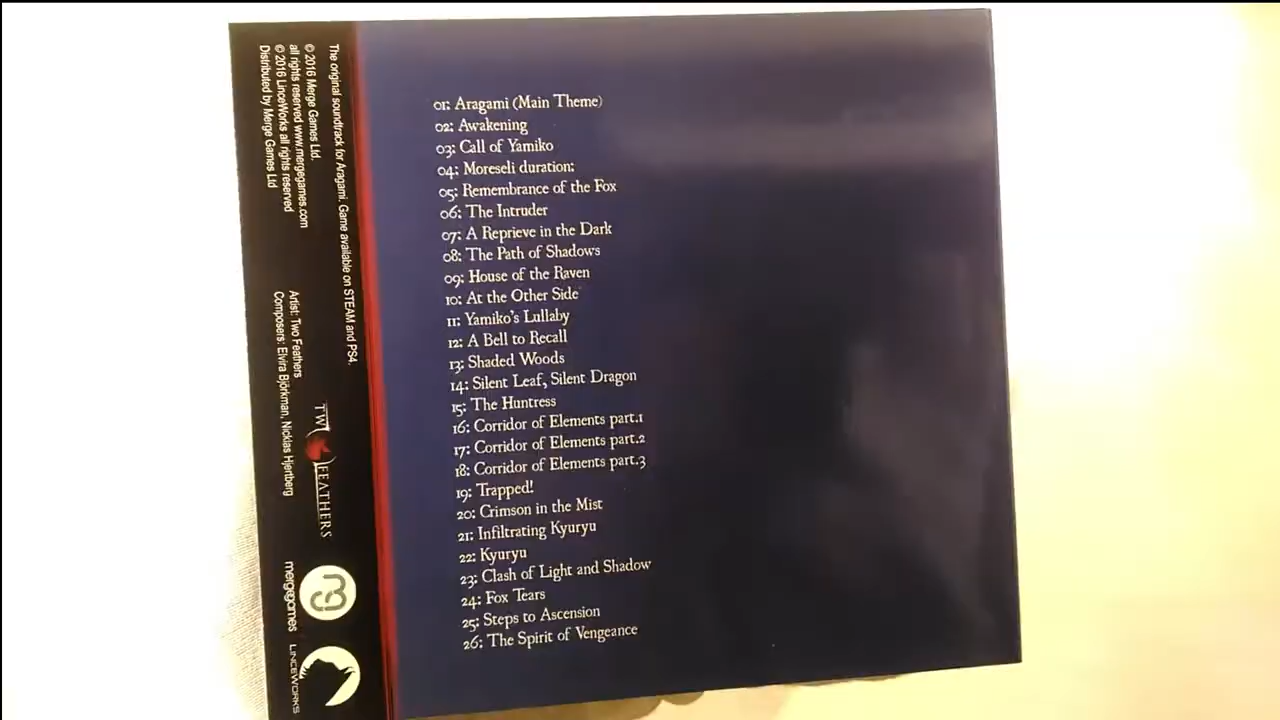 The original soundtrack for Aragami. Game available on STEAM and PS4.
© 2016 Merge Games Ltd.
all rights reserved www.mergegames.com
© 2016 LinceWorks all rights reserved
Distributed by Merge Games Ltd
Artist: Two Feathers
Composers: Elvira Björkman, Nicklas Hjertberg
TWO FEATHERS
mergegames
LINCEWORKS
01: Aragami (Main Theme)
02: Awakening
03: Call of Yamiko
04: Moreseli duration:
05: Remembrance of the Fox
06: The Intruder
07: A Reprieve in the Dark
08: The Path of Shadows
09: House of the Raven
10: At the Other Side
11: Yamiko's Lullaby
12: A Bell to Recall
13: Shaded Woods
14: Silent Leaf, Silent Dragon
15: The Huntress
16: Corridor of Elements part.1
17: Corridor of Elements part.2
18: Corridor of Elements part.3
19: Trapped!
20: Crimson in the Mist
21: Infiltrating Kyuryu
22: Kyuryu
23: Clash of Light and Shadow
24: Fox Tears
25: Steps to Ascension
26: The Spirit of Vengeance